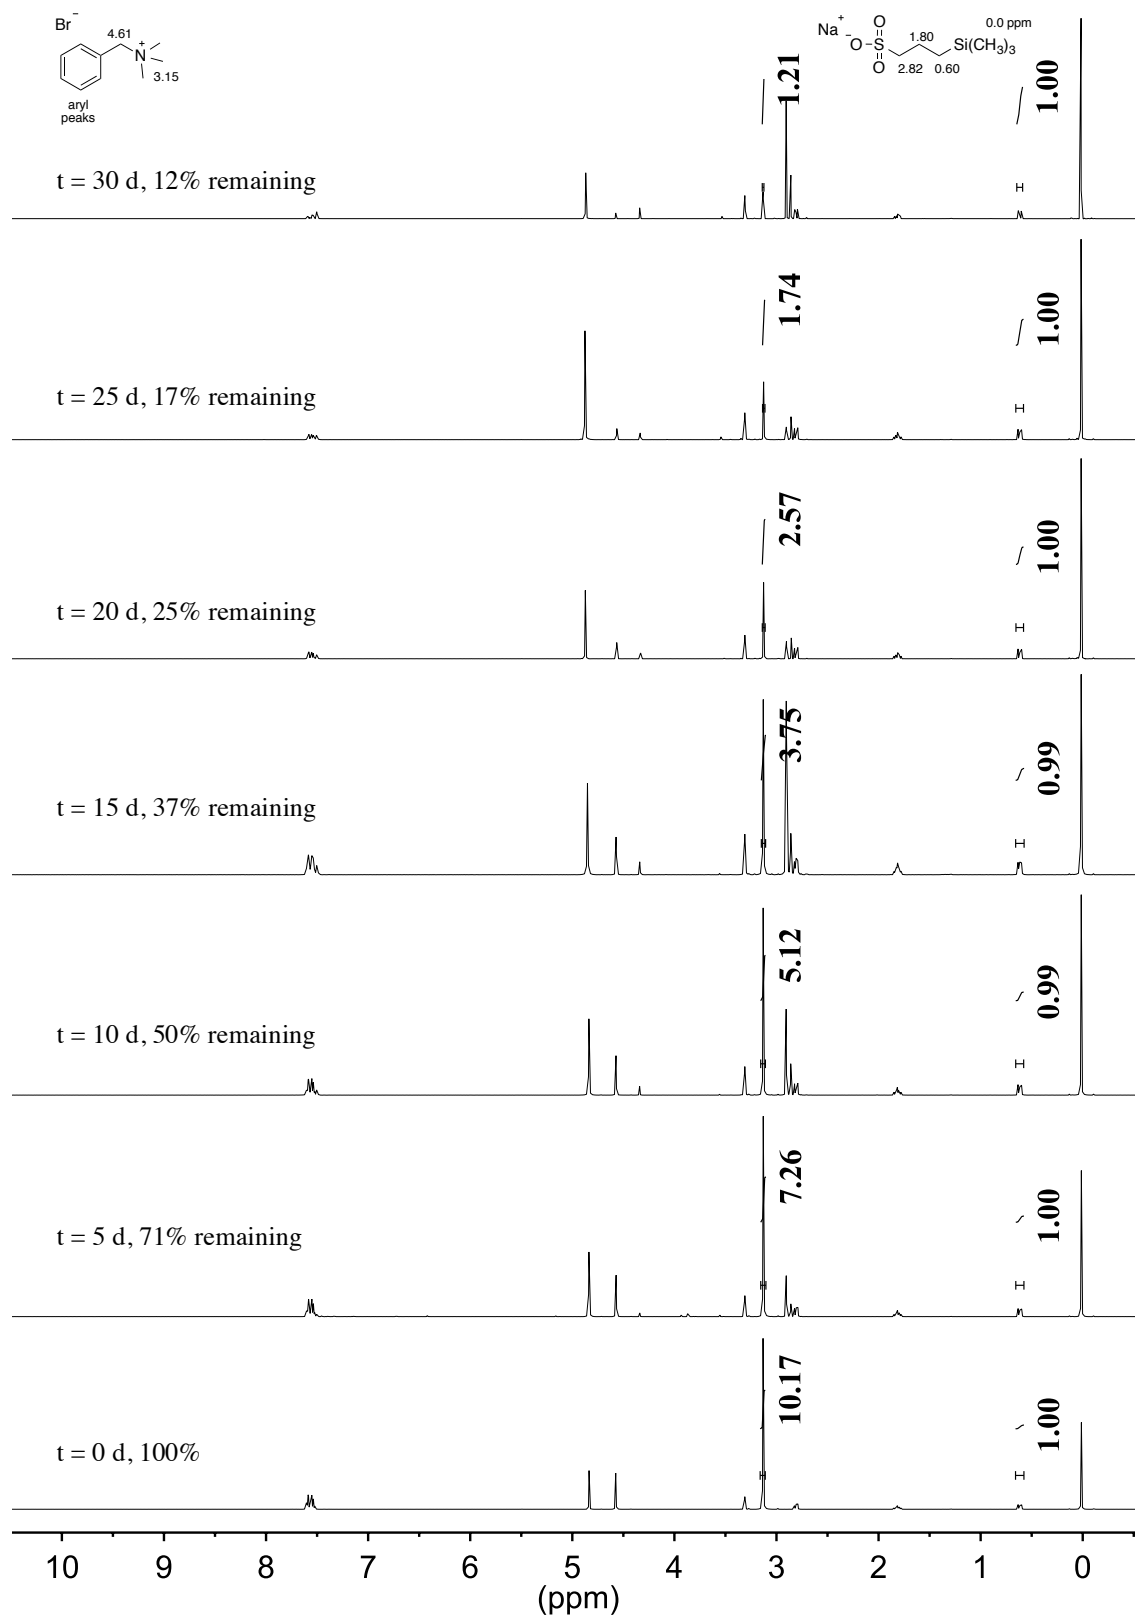 Br−
4.61
N+
3.15
aryl
peaks
Na+
−O
O
S
O
1.80
2.82
0.60
0.0 ppm
Si(CH3)3
1.21
1.00
t = 30 d, 12% remaining
1.74
1.00
t = 25 d, 17% remaining
2.57
1.00
t = 20 d, 25% remaining
3.75
0.99
t = 15 d, 37% remaining
5.12
0.99
t = 10 d, 50% remaining
7.26
1.00
t = 5 d, 71% remaining
10.17
1.00
t = 0 d, 100%
10 9 8 7 6 5 4 3 2 1 0
(ppm)